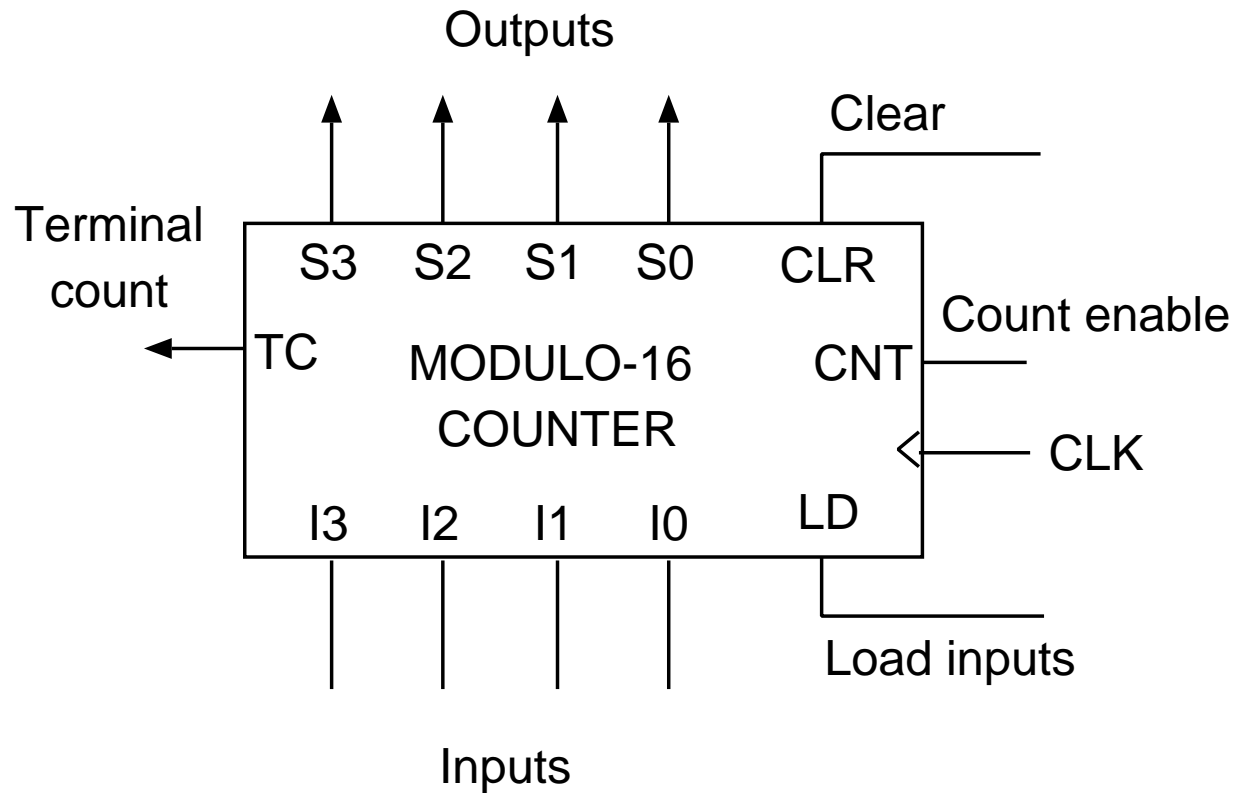 Outputs
Clear
Terminal
count
S3 S2 S1 S0 CLR
Count enable
TC MODULO-16 CNT
COUNTER
CLK
I3 I2 I1 I0 LD
Load inputs
Inputs